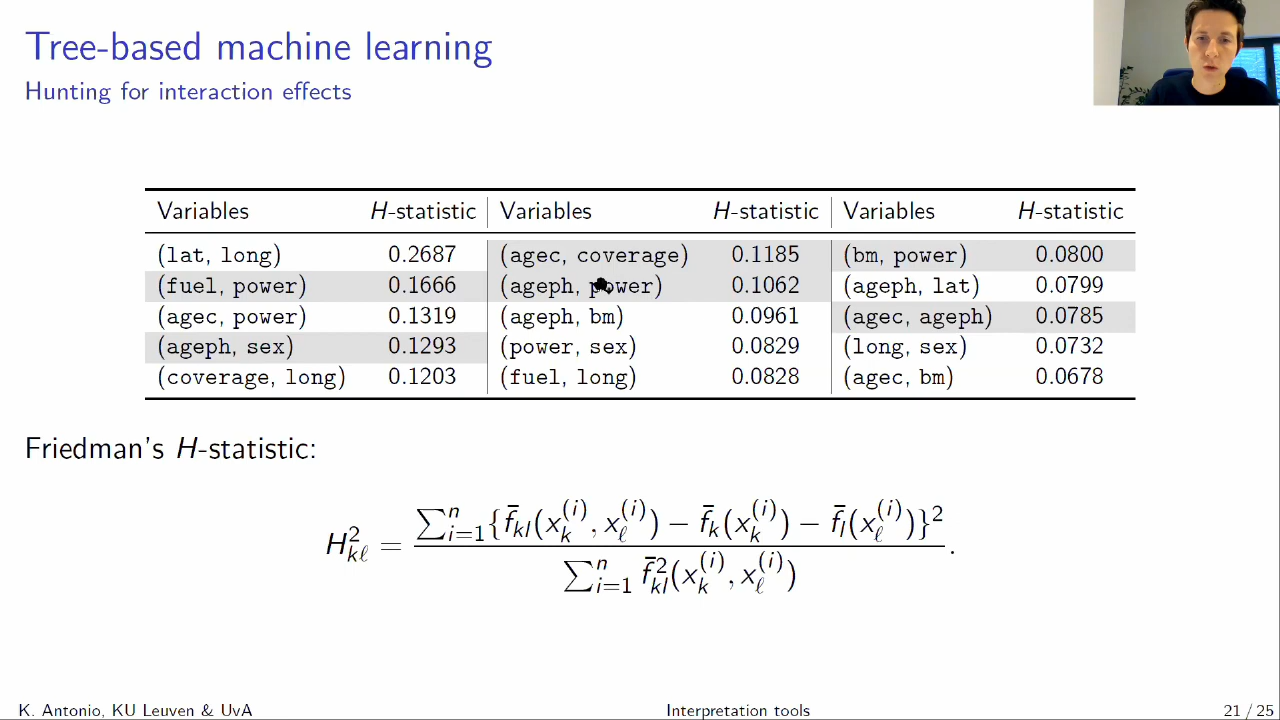 Tree-based machine learning
Hunting for interaction effects
Variables H-statistic Variables H-statistic Variables H-statistic
(lat, long) 0.2687 (agec, coverage) 0.1185 (bm, power) 0.0800
(fuel, power) 0.1666 (ageph, power) 0.1062 (ageph, lat) 0.0799
(agec, power) 0.1319 (ageph, bm) 0.0961 (agec, ageph) 0.0785
(ageph, sex) 0.1293 (power, sex) 0.0829 (long, sex) 0.0732
(coverage, long) 0.1203 (fuel, long) 0.0828 (agec, bm) 0.0678
Friedman's H-statistic:
H²_{kℓ} = \frac{∑_{i=1}^{n} \{f̄_{kl}(x_k^{(i)}, x_ℓ^{(i)}) − f̄_k(x_k^{(i)}) − f̄_l(x_ℓ^{(i)})\}²}{∑_{i=1}^{n} f̄²_{kl}(x_k^{(i)}, x_ℓ^{(i)})}.
K. Antonio, KU Leuven & UvA Interpretation tools 21 / 25